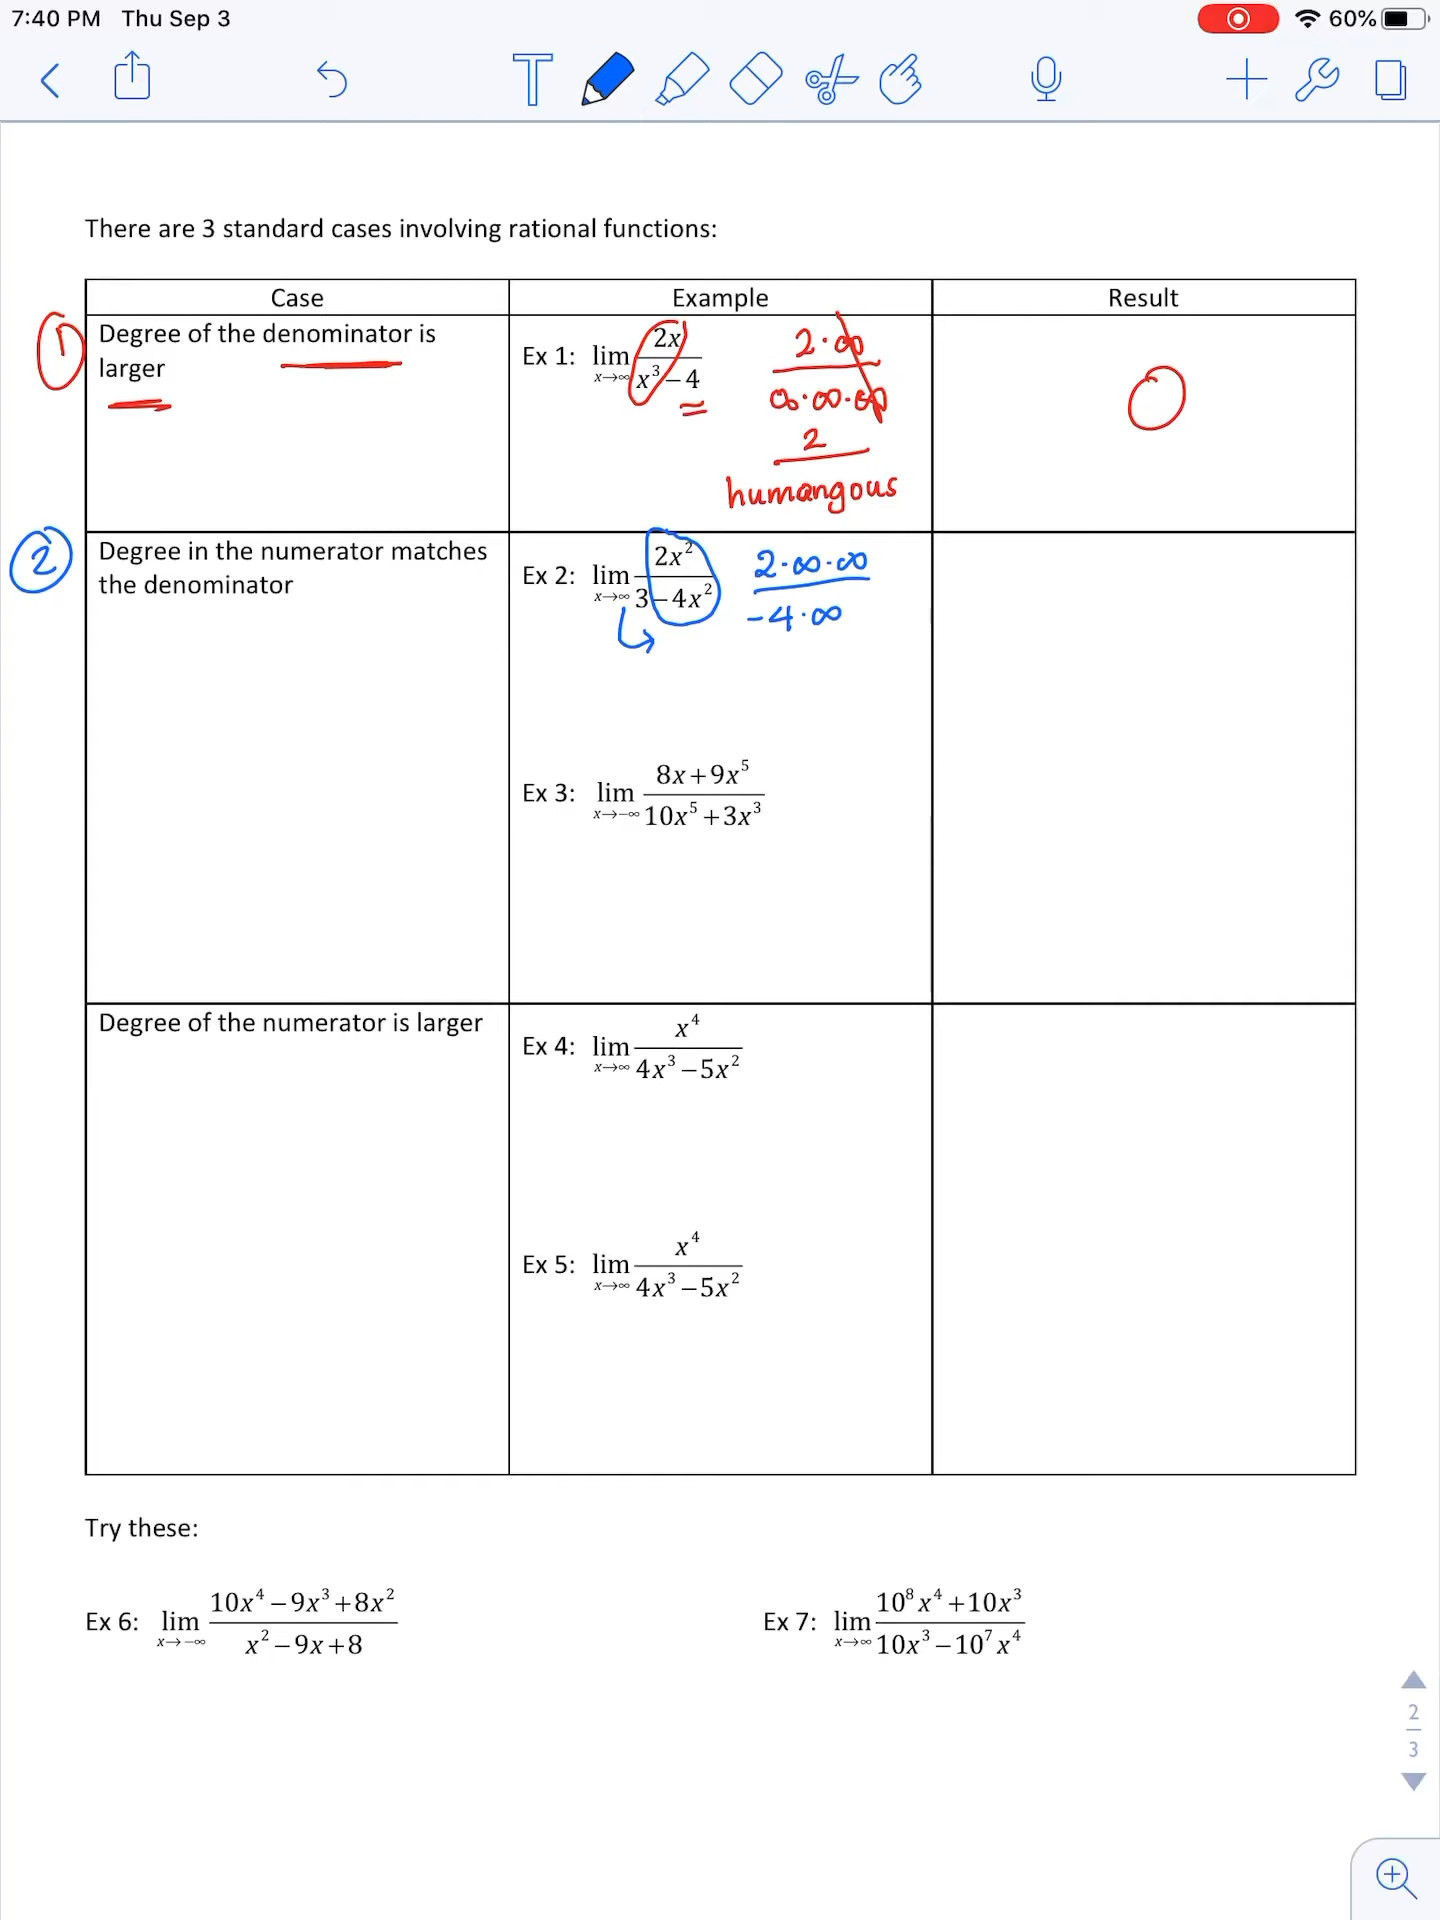 7:40 PM Thu Sep 3 60%
There are 3 standard cases involving rational functions:
Case Example Result
① Degree of the denominator is larger
Ex 1: lim x→∞ 2x/(x³ − 4) =
2·∞
∞·∞·∞
2
humangous
0
② Degree in the numerator matches the denominator
Ex 2: lim x→∞ 2x²/(3 − 4x²)
2·∞·∞
−4·∞
Ex 3: lim x→−∞ (8x + 9x⁵)/(10x⁵ + 3x³)
Degree of the numerator is larger
Ex 4: lim x→∞ x⁴/(4x³ − 5x²)
Ex 5: lim x→∞ x⁴/(4x³ − 5x²)
Try these:
Ex 6: lim x→−∞ (10x⁴ − 9x³ + 8x²)/(x² − 9x + 8)
Ex 7: lim x→∞ (10⁸x⁴ + 10x³)/(10x³ − 10⁷x⁴)
2
3